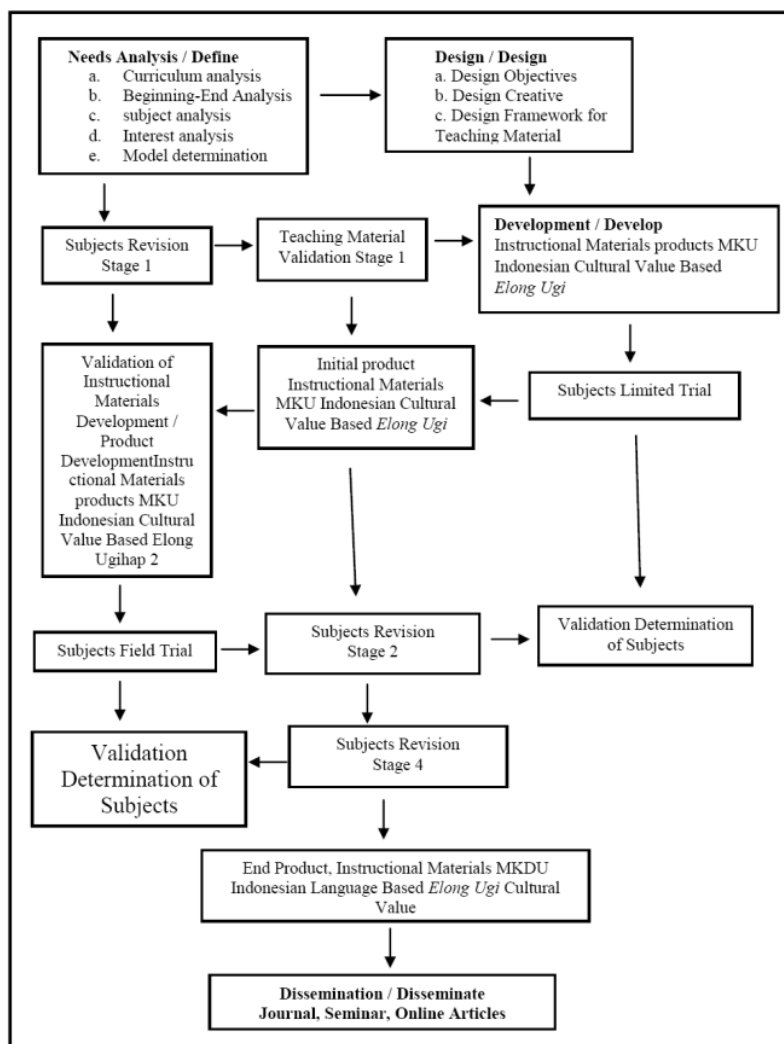 Needs Analysis / Define
a. Curriculum analysis
b. Beginning-End Analysis
c. subject analysis
d. Interest analysis
e. Model determination
Design / Design
a. Design Objectives
b. Design Creative
c. Design Framework for
Teaching Material
Subjects Revision
Stage 1
Teaching Material
Validation Stage 1
Development / Develop
Instructional Materials products MKU
Indonesian Cultural Value Based
Elong Ugi
Validation of
Instructional
Materials
Development /
Product
DevelopmentInstru
ctional Materials
products MKU
Indonesian Cultural
Value Based Elong
Ugihap 2
Initial product
Instructional Materials
MKU Indonesian Cultural
Value Based Elong Ugi
Subjects Limited Trial
Subjects Field Trial
Subjects Revision
Stage 2
Validation Determination
of Subjects
Validation
Determination of
Subjects
Subjects Revision
Stage 4
End Product, Instructional Materials MKDU
Indonesian Language Based Elong Ugi Cultural
Value
Dissemination / Disseminate
Journal, Seminar, Online Articles